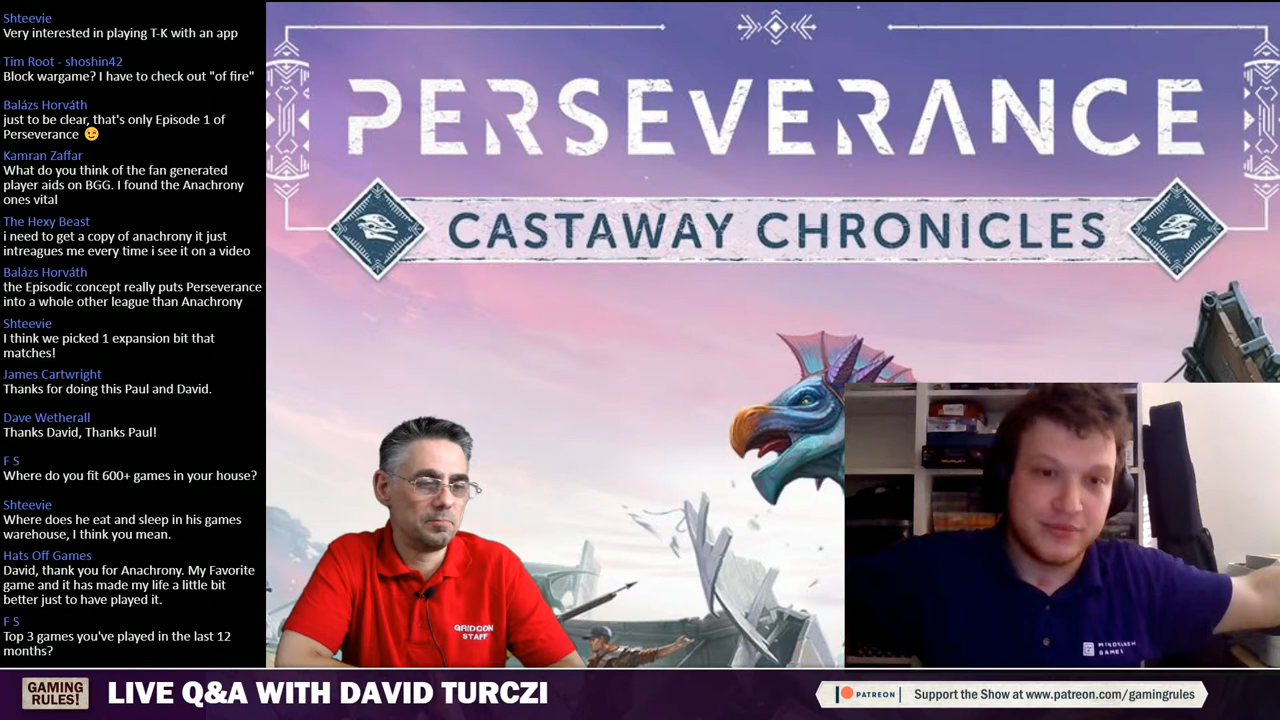 Shteevie
Very interested in playing T-K with an app
Tim Root - shoshin42
Block wargame? I have to check out "of fire"
Balázs Horváth
just to be clear, that's only Episode 1 of
Perseverance 😉
Kamran Zaffar
What do you think of the fan generated
player aids on BGG. I found the Anachrony
ones vital
The Hexy Beast
i need to get a copy of anachrony it just
intreagues me every time i see it on a video
Balázs Horváth
the Episodic concept really puts Perseverance
into a whole other league than Anachrony
Shteevie
I think we picked 1 expansion bit that
matches!
James Cartwright
Thanks for doing this Paul and David.
Dave Wetherall
Thanks David, Thanks Paul!
F S
Where do you fit 600+ games in your house?
Shteevie
Where does he eat and sleep in his games
warehouse, I think you mean.
Hats Off Games
David, thank you for Anachrony. My Favorite
game and it has made my life a little bit
better just to have played it.
F S
Top 3 games you've played in the last 12
months?
PERSEVERANCE
CASTAWAY CHRONICLES
GRIDCON
STAFF
MINDCLASH
GAMES
GAMING
RULES!
LIVE Q&A WITH DAVID TURCZI
PATREON
Support the Show at www.patreon.com/gamingrules